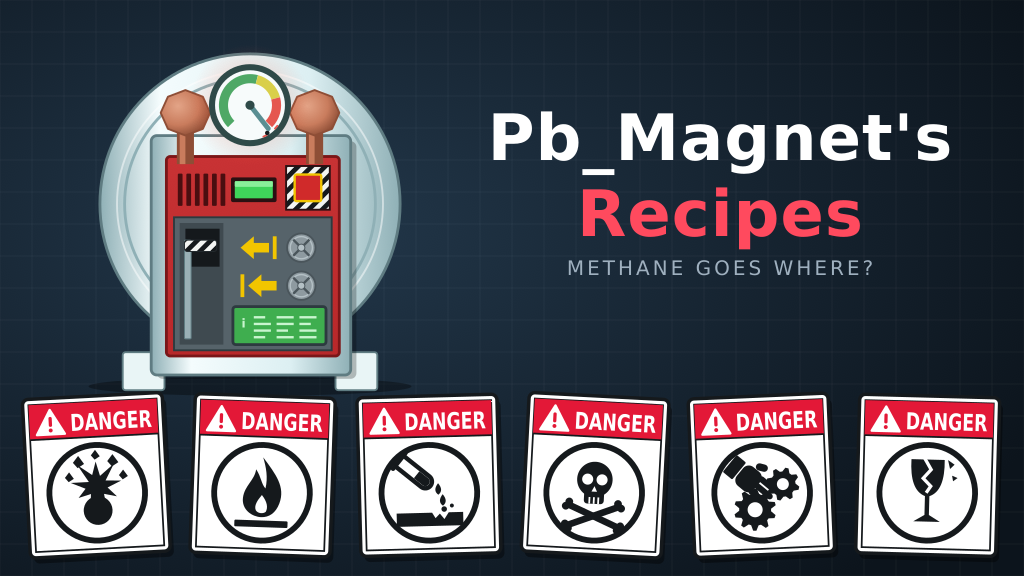 Pb_Magnet's
Recipes
METHANE GOES WHERE?
i
DANGER
DANGER
DANGER
DANGER
DANGER
DANGER